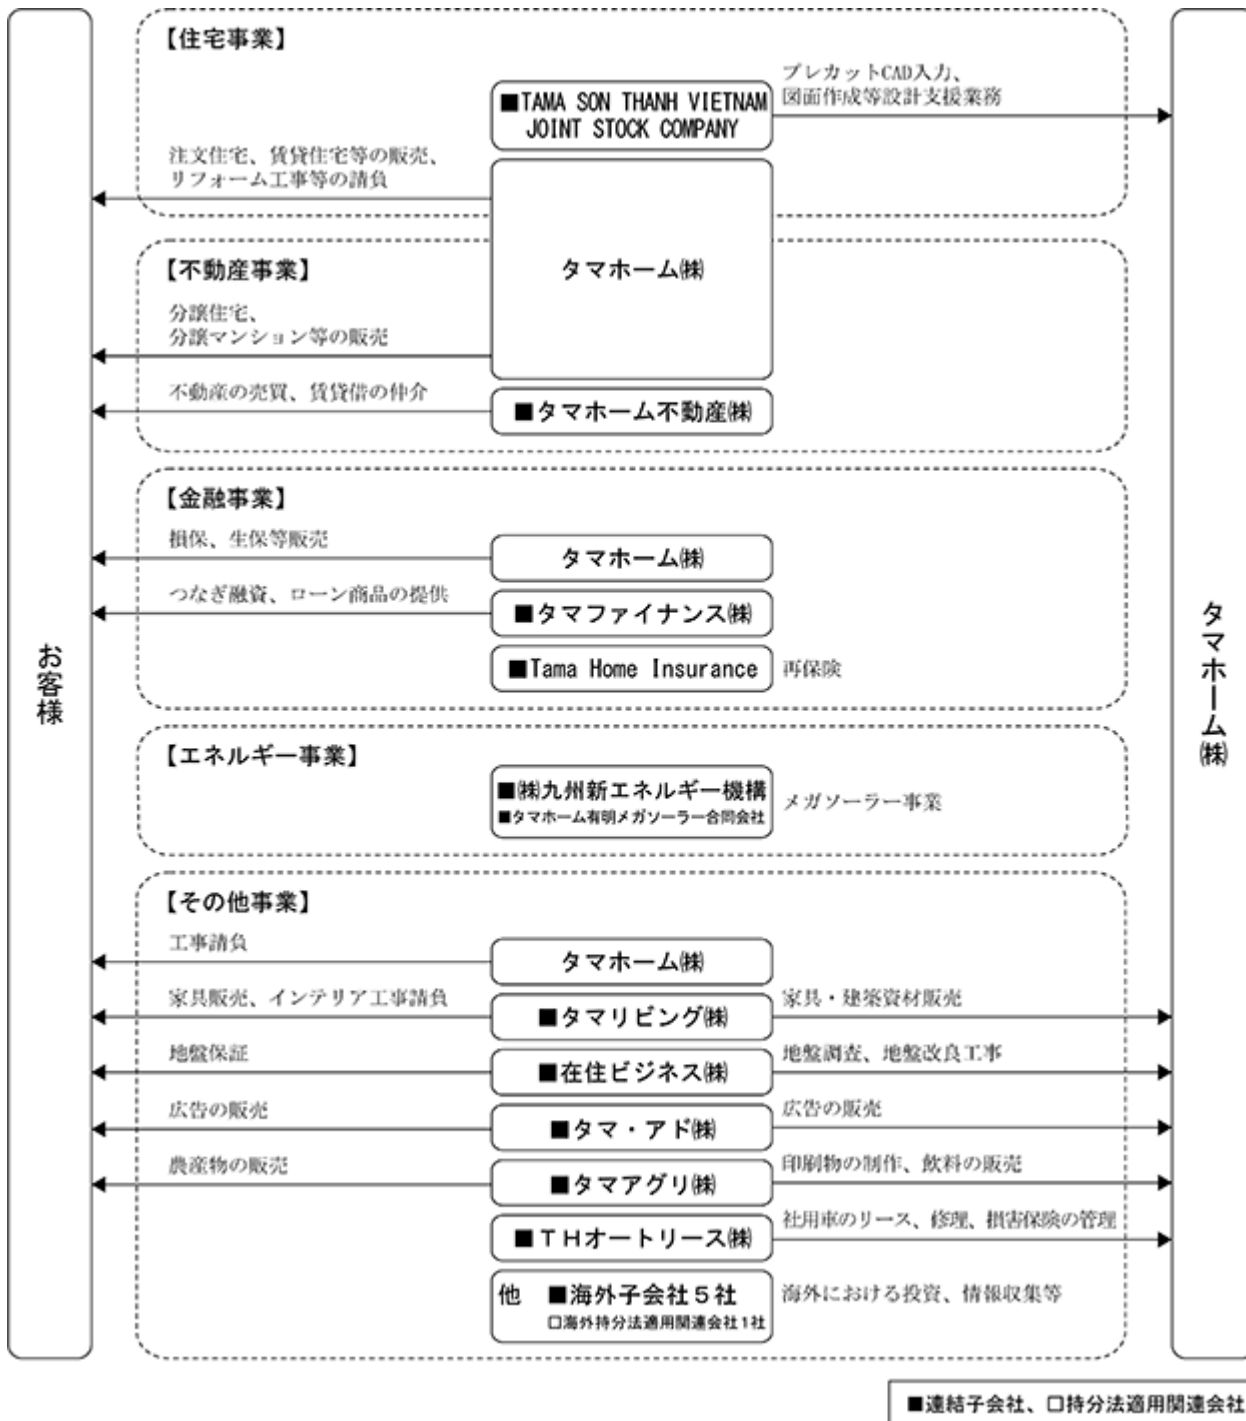 【住宅事業】
プレカットCAD入力、
図面作成等設計支援業務
■TAMA SON THANH VIETNAM
JOINT STOCK COMPANY
注文住宅、賃貸住宅等の販売、
リフォーム工事等の請負
タマホーム㈱
【不動産事業】
分譲住宅、
分譲マンション等の販売
不動産の売買、賃貸借の仲介
■タマホーム不動産㈱
【金融事業】
損保、生保等販売
タマホーム㈱
つなぎ融資、ローン商品の提供
■タマファイナンス㈱
■Tama Home Insurance
再保険
【エネルギー事業】
■㈱九州新エネルギー機構
■タマホーム有明メガソーラー合同会社
メガソーラー事業
【その他事業】
工事請負
タマホーム㈱
家具販売、インテリア工事請負
■タマリビング㈱
家具・建築資材販売
地盤保証
■在住ビジネス㈱
地盤調査、地盤改良工事
広告の販売
■タマ・アド㈱
広告の販売
農産物の販売
■タマアグリ㈱
印刷物の制作、飲料の販売
■ＴＨオートリース㈱
社用車のリース、修理、損害保険の管理
他 ■海外子会社５社
□海外持分法適用関連会社1社
海外における投資、情報収集等
お客様
タマホーム㈱
■連結子会社、□持分法適用関連会社